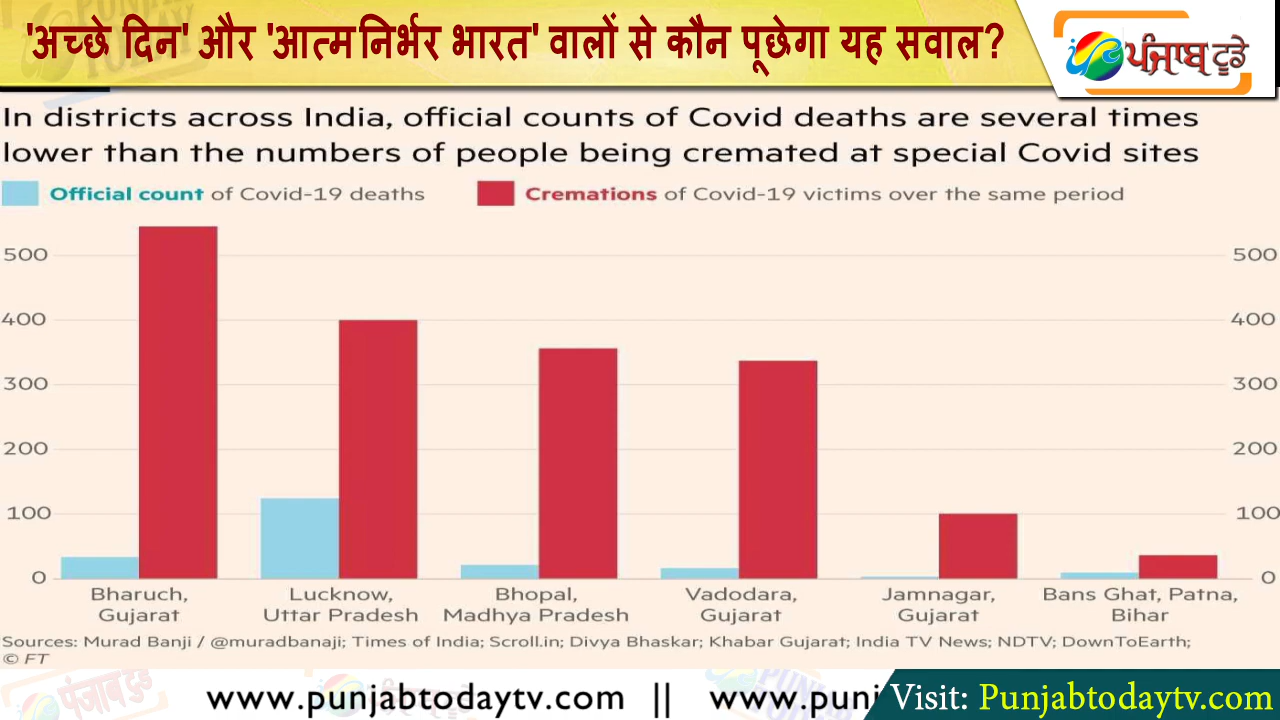 'अच्छे दिन' और 'आत्मनिर्भर भारत' वालों से कौन पूछेगा यह सवाल?
ਪੰਜਾਬ ਟੂਡੇ
In districts across India, official counts of Covid deaths are several times
lower than the numbers of people being cremated at special Covid sites
Official count of Covid-19 deaths
Cremations of Covid-19 victims over the same period
500 500
400 400
300 300
200 200
100 100
0 0
Bharuch, Lucknow, Bhopal, Vadodara, Jamnagar, Bans Ghat, Patna,
Gujarat Uttar Pradesh Madhya Pradesh Gujarat Gujarat Bihar
Sources: Murad Banji / @muradbanaji; Times of India; Scroll.in; Divya Bhaskar; Khabar Gujarat; India TV News; NDTV; DownToEarth;
© FT
www.punjabtodaytv.com || www.punj
Visit: Punjabtodaytv.com